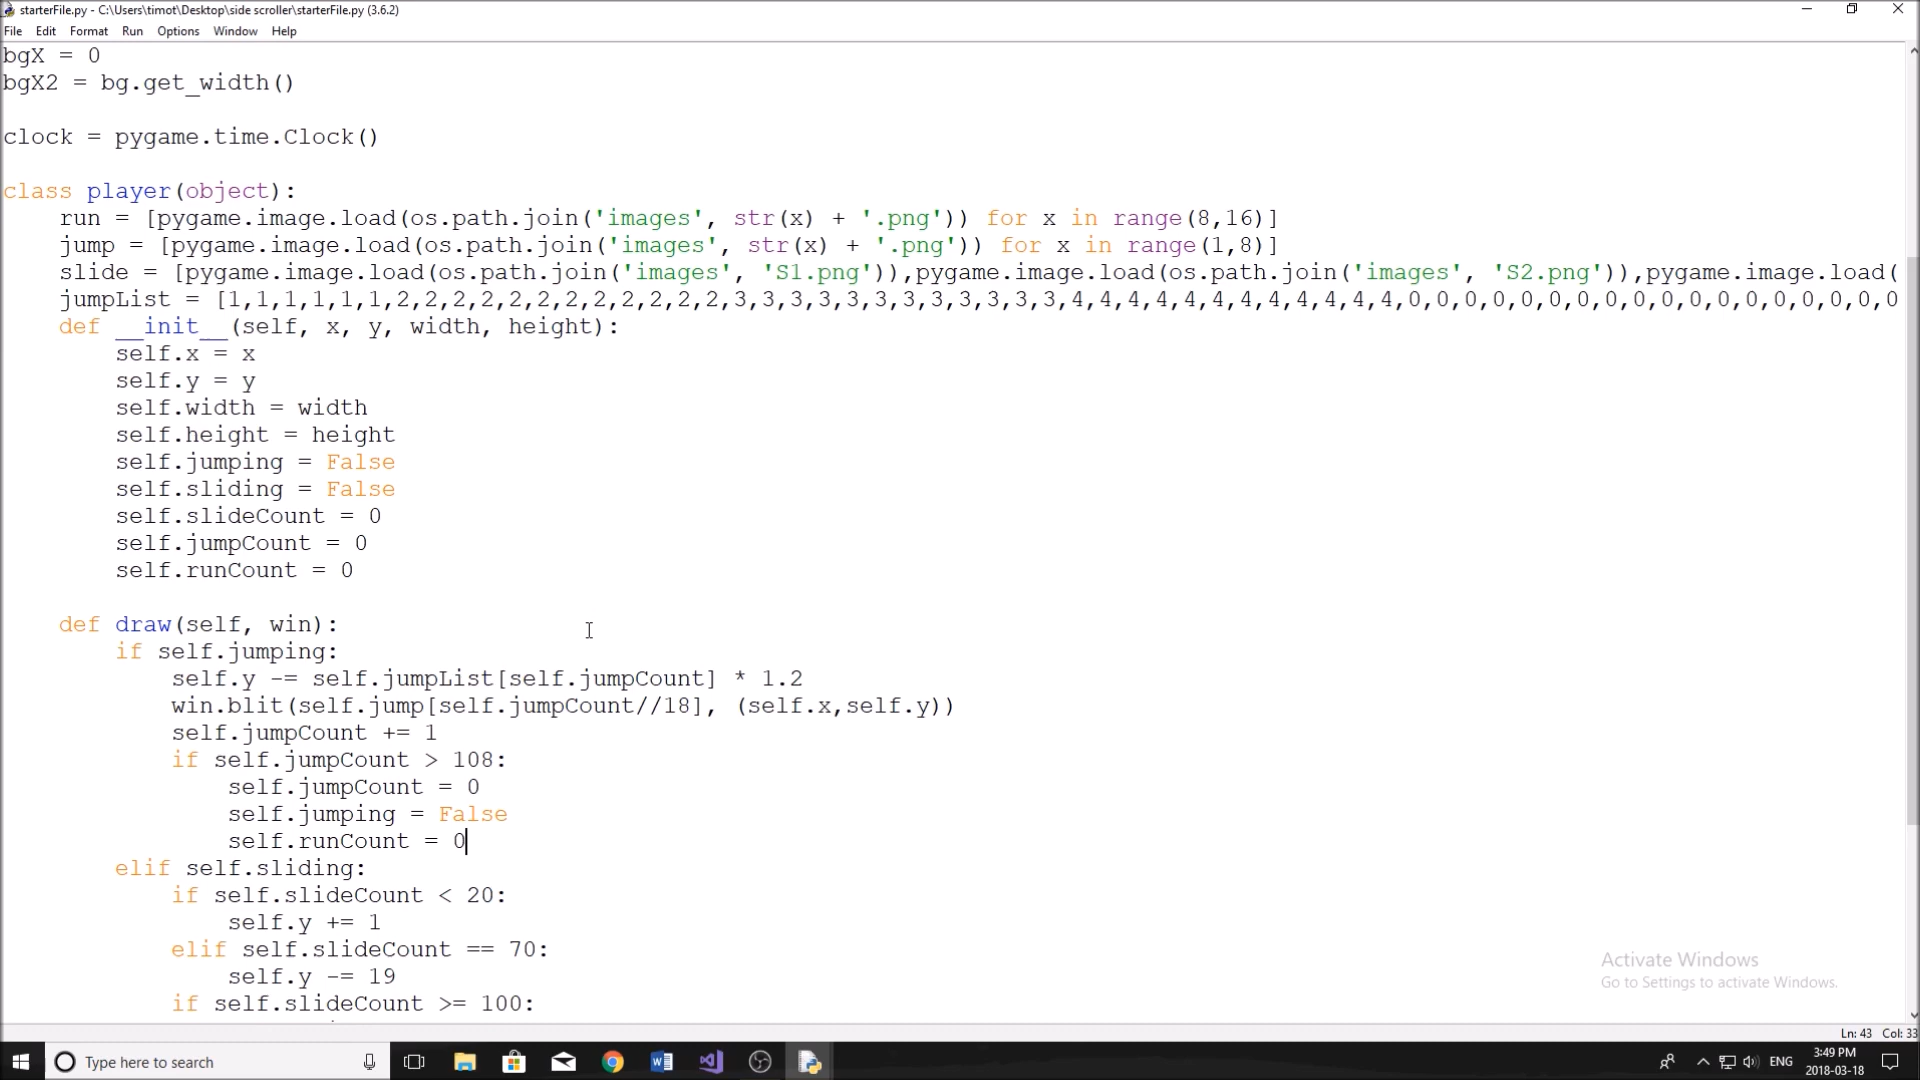 starterFile.py - C:\Users\timot\Desktop\side scroller\starterFile.py (3.6.2)
File Edit Format Run Options Window Help
bgX = 0
bgX2 = bg.get_width()
clock = pygame.time.Clock()
class player(object):
    run = [pygame.image.load(os.path.join('images', str(x) + '.png')) for x in range(8,16)]
    jump = [pygame.image.load(os.path.join('images', str(x) + '.png')) for x in range(1,8)]
    slide = [pygame.image.load(os.path.join('images', 'S1.png')),pygame.image.load(os.path.join('images', 'S2.png')),pygame.image.load(
    jumpList = [1,1,1,1,1,1,2,2,2,2,2,2,2,2,2,2,2,2,3,3,3,3,3,3,3,3,3,3,3,3,4,4,4,4,4,4,4,4,4,4,4,4,0,0,0,0,0,0,0,0,0,0,0,0,0,0,0,0,0,0
    def __init__(self, x, y, width, height):
        self.x = x
        self.y = y
        self.width = width
        self.height = height
        self.jumping = False
        self.sliding = False
        self.slideCount = 0
        self.jumpCount = 0
        self.runCount = 0
    def draw(self, win):
        if self.jumping:
            self.y -= self.jumpList[self.jumpCount] * 1.2
            win.blit(self.jump[self.jumpCount//18], (self.x,self.y))
            self.jumpCount += 1
            if self.jumpCount > 108:
                self.jumpCount = 0
                self.jumping = False
                self.runCount = 0
        elif self.sliding:
            if self.slideCount < 20:
                self.y += 1
            elif self.slideCount == 70:
                self.y -= 19
            if self.slideCount >= 100:
Activate Windows
Go to Settings to activate Windows.
Ln: 43 Col: 33
Type here to search
ENG
3:49 PM
2018-03-18